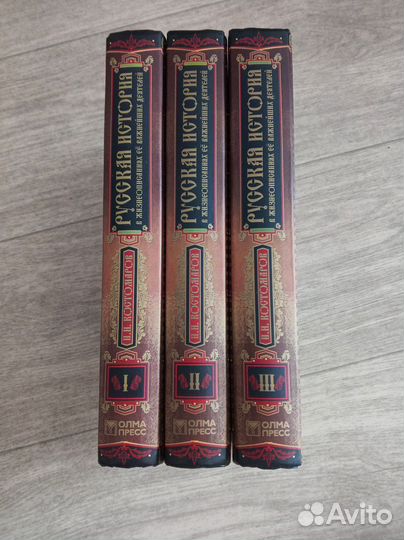 РУССКАЯ ИСТОРИЯ
В ЖИЗНЕОПИСАНИЯХ ЕЁ ВАЖНЕЙШИХ ДЕЯТЕЛЕЙ
Н.И. КОСТОМАРОВ
I
ОЛМА
ПРЕСС
РУССКАЯ ИСТОРИЯ
В ЖИЗНЕОПИСАНИЯХ ЕЁ ВАЖНЕЙШИХ ДЕЯТЕЛЕЙ
Н.И. КОСТОМАРОВ
II
ОЛМА
ПРЕСС
РУССКАЯ ИСТОРИЯ
В ЖИЗНЕОПИСАНИЯХ ЕЁ ВАЖНЕЙШИХ ДЕЯТЕЛЕЙ
Н.И. КОСТОМАРОВ
III
ОЛМА
ПРЕСС
Avito